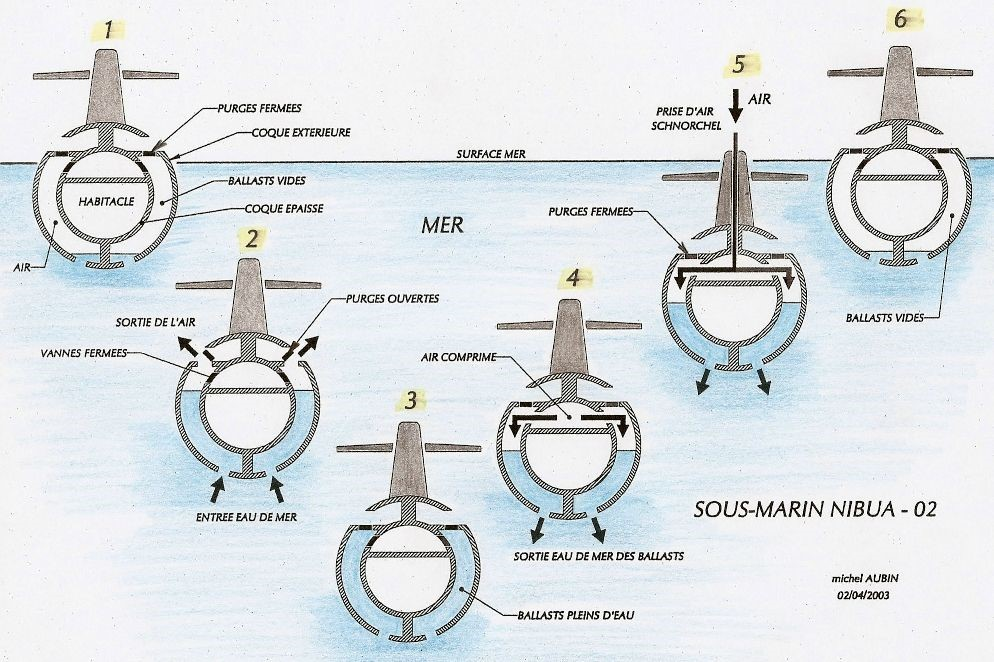 1
PURGES FERMEES
COQUE EXTERIEURE
BALLASTS VIDES
HABITACLE
COQUE EPAISSE
AIR
SURFACE MER
MER
2
PURGES OUVERTES
SORTIE DE L'AIR
VANNES FERMEES
ENTREE EAU DE MER
3
BALLASTS PLEINS D'EAU
4
AIR COMPRIME
SORTIE EAU DE MER DES BALLASTS
5
AIR
PRISE D'AIR
SCHNORCHEL
PURGES FERMEES
6
BALLASTS VIDES
SOUS-MARIN NIBUA - 02
michel AUBIN
02/04/2003